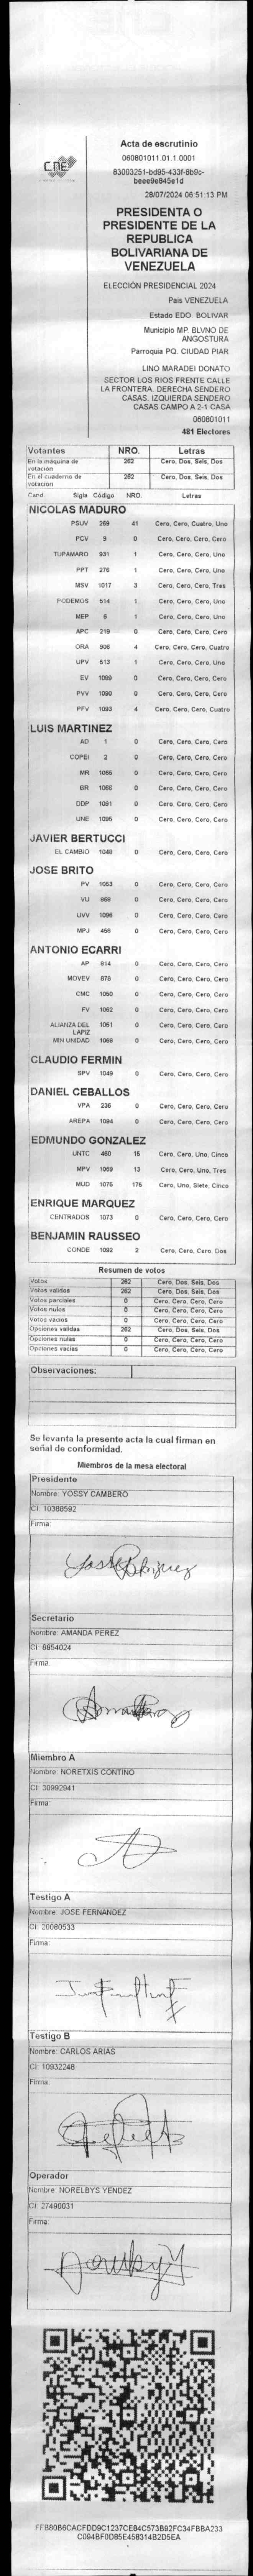 CNE
Acta de escrutinio
060801011.01.1.0001
83003251-bd95-433f-8b9c-
beee9e845e1d
28/07/2024 06:51:13 PM
PRESIDENTA O
PRESIDENTE DE LA
REPUBLICA
BOLIVARIANA DE
VENEZUELA
ELECCIÓN PRESIDENCIAL 2024
Pais VENEZUELA
Estado EDO. BOLIVAR
Municipio MP. BLVNO DE
ANGOSTURA
Parroquia PQ. CIUDAD PIAR
LINO MARADEI DONATO
SECTOR LOS RIOS FRENTE CALLE
LA FRONTERA. DERECHA SENDERO
CASAS. IZQUIERDA SENDERO
CASAS CAMPO A 2-1 CASA
060801011
481 Electores
Votantes NRO. Letras
En la máquina de votación 262 Cero, Dos, Seis, Dos
En el cuaderno de votación 262 Cero, Dos, Seis, Dos
Cand. Sigla Código NRO. Letras
NICOLAS MADURO
PSUV 269 41 Cero, Cero, Cuatro, Uno
PCV 9 0 Cero, Cero, Cero, Cero
TUPAMARO 931 1 Cero, Cero, Cero, Uno
PPT 276 1 Cero, Cero, Cero, Uno
MSV 1017 3 Cero, Cero, Cero, Tres
PODEMOS 514 1 Cero, Cero, Cero, Uno
MEP 6 1 Cero, Cero, Cero, Uno
APC 219 0 Cero, Cero, Cero, Cero
ORA 906 4 Cero, Cero, Cero, Cuatro
UPV 613 1 Cero, Cero, Cero, Uno
EV 1089 0 Cero, Cero, Cero, Cero
PVV 1090 0 Cero, Cero, Cero, Cero
PFV 1093 4 Cero, Cero, Cero, Cuatro
LUIS MARTINEZ
AD 1 0 Cero, Cero, Cero, Cero
COPEI 2 0 Cero, Cero, Cero, Cero
MR 1065 0 Cero, Cero, Cero, Cero
BR 1066 0 Cero, Cero, Cero, Cero
DDP 1091 0 Cero, Cero, Cero, Cero
UNE 1095 0 Cero, Cero, Cero, Cero
JAVIER BERTUCCI
EL CAMBIO 1048 0 Cero, Cero, Cero, Cero
JOSE BRITO
PV 1053 0 Cero, Cero, Cero, Cero
VU 869 0 Cero, Cero, Cero, Cero
UVV 1096 0 Cero, Cero, Cero, Cero
MPJ 456 0 Cero, Cero, Cero, Cero
ANTONIO ECARRI
AP 814 0 Cero, Cero, Cero, Cero
MOVEV 878 0 Cero, Cero, Cero, Cero
CMC 1050 0 Cero, Cero, Cero, Cero
FV 1062 0 Cero, Cero, Cero, Cero
ALIANZA DEL LAPIZ 1051 0 Cero, Cero, Cero, Cero
MIN UNIDAD 1068 0 Cero, Cero, Cero, Cero
CLAUDIO FERMIN
SPV 1049 0 Cero, Cero, Cero, Cero
DANIEL CEBALLOS
VPA 236 0 Cero, Cero, Cero, Cero
AREPA 1094 0 Cero, Cero, Cero, Cero
EDMUNDO GONZALEZ
UNTC 460 15 Cero, Cero, Uno, Cinco
MPV 1069 13 Cero, Cero, Uno, Tres
MUD 1076 175 Cero, Uno, Siete, Cinco
ENRIQUE MARQUEZ
CENTRADOS 1073 0 Cero, Cero, Cero, Cero
BENJAMIN RAUSSEO
CONDE 1092 2 Cero, Cero, Cero, Dos
Resumen de votos
Votos 262 Cero, Dos, Seis, Dos
Votos validos 262 Cero, Dos, Seis, Dos
Votos parciales 0 Cero, Cero, Cero, Cero
Votos nulos 0 Cero, Cero, Cero, Cero
Votos vacios 0 Cero, Cero, Cero, Cero
Opciones validas 262 Cero, Dos, Seis, Dos
Opciones nulas 0 Cero, Cero, Cero, Cero
Opciones vacias 0 Cero, Cero, Cero, Cero
Observaciones:
Se levanta la presente acta la cual firman en
señal de conformidad.
Miembros de la mesa electoral
Presidente
Nombre: YOSSY CAMBERO
CI: 10388592
Firma:
Secretario
Nombre: AMANDA PEREZ
CI: 8854024
Firma:
Miembro A
Nombre: NORETXIS CONTINO
CI: 30992941
Firma:
Testigo A
Nombre: JOSE FERNANDEZ
CI: 20080533
Firma:
Testigo B
Nombre: CARLOS ARIAS
CI: 10932248
Firma:
Operador
Nombre: NORELBYS YENDEZ
CI: 27490031
Firma:
FFB80B6CACFDD9C1237CE84C573B92FC34FBBA233
C094BF0D85E458314B2D5EA